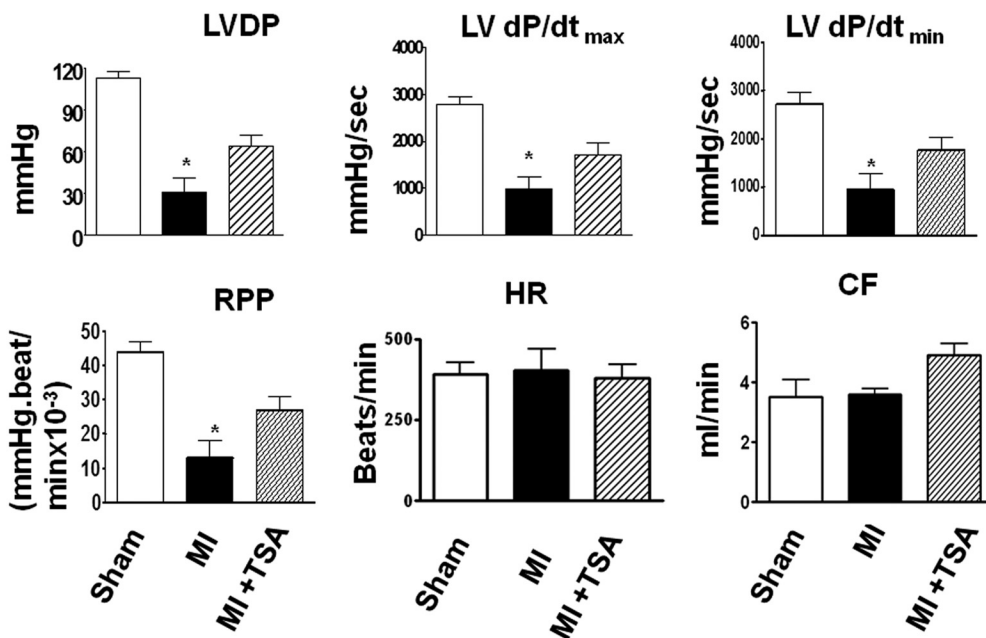 LVDP
mmHg
120
90
60
30
0
*
LV dP/dt max
mmHg/sec
4000
3000
2000
1000
0
*
LV dP/dt min
mmHg/sec
4000
3000
2000
1000
0
*
RPP
(mmHg.beat/
minx10-3)
50
40
30
20
10
0
*
Sham
MI
MI +TSA
HR
Beats/min
500
250
0
Sham
MI
MI +TSA
CF
ml/min
6
4
2
0
Sham
MI
MI +TSA